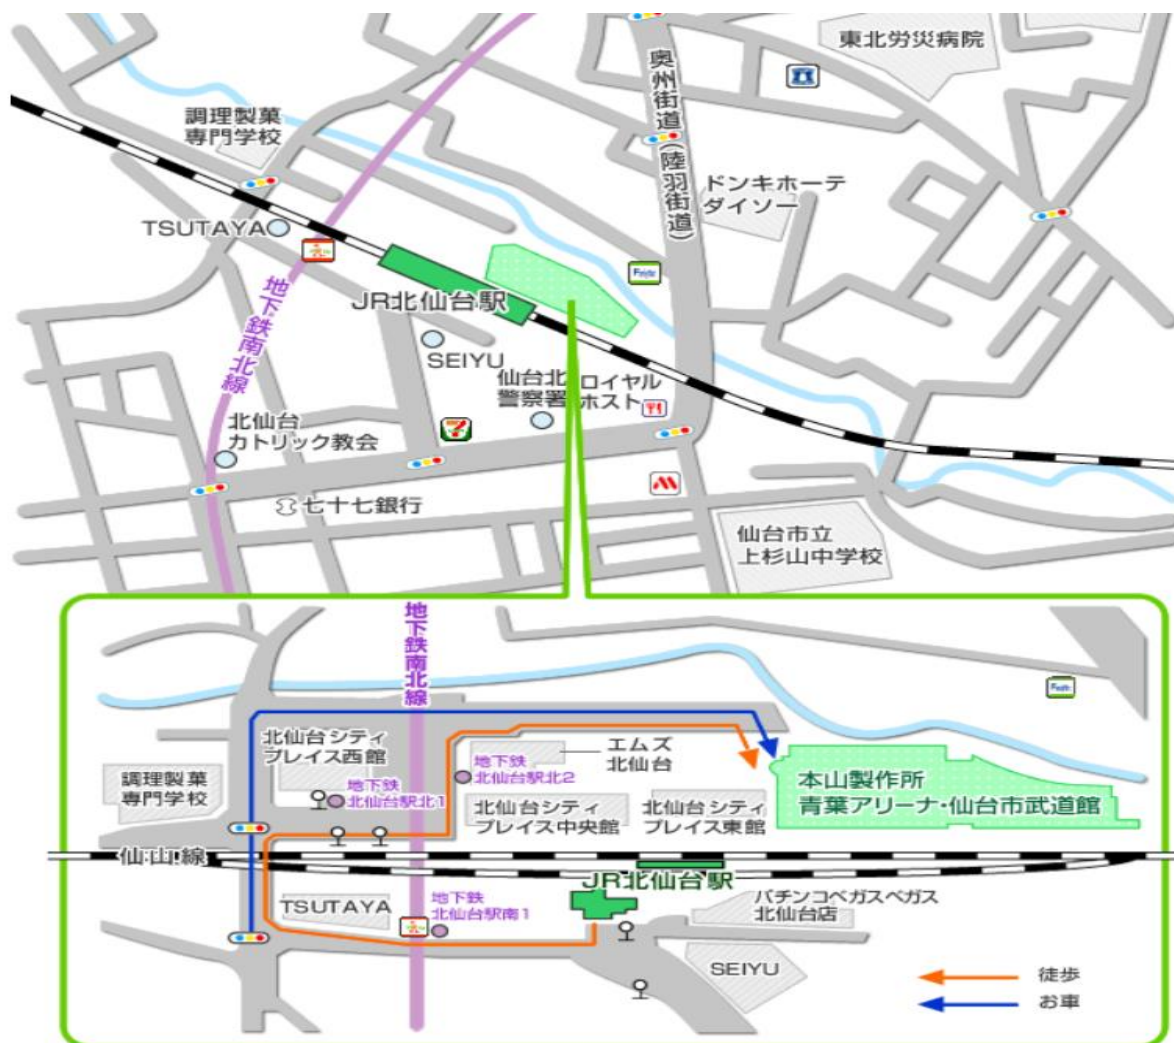 東北労災病院
奥州街道(陸羽街道)
調理製菓
専門学校
ドンキホーテ
ダイソー
TSUTAYA
地下鉄南北線
JR北仙台駅
SEIYU
仙台北
警察署
ロイヤル
ホスト
北仙台
カトリック教会
七十七銀行
仙台市立
上杉山中学校
地下鉄南北線
北仙台シティ
プレイス西館
エムズ
北仙台
調理製菓
専門学校
地下鉄
北仙台駅北1
地下鉄
北仙台駅北2
北仙台シティ
プレイス中央館
北仙台シティ
プレイス東館
本山製作所
青葉アリーナ・仙台市武道館
仙山線
JR北仙台駅
TSUTAYA
地下鉄
北仙台駅南1
パチンコベガスベガス
北仙台店
SEIYU
徒歩
お車